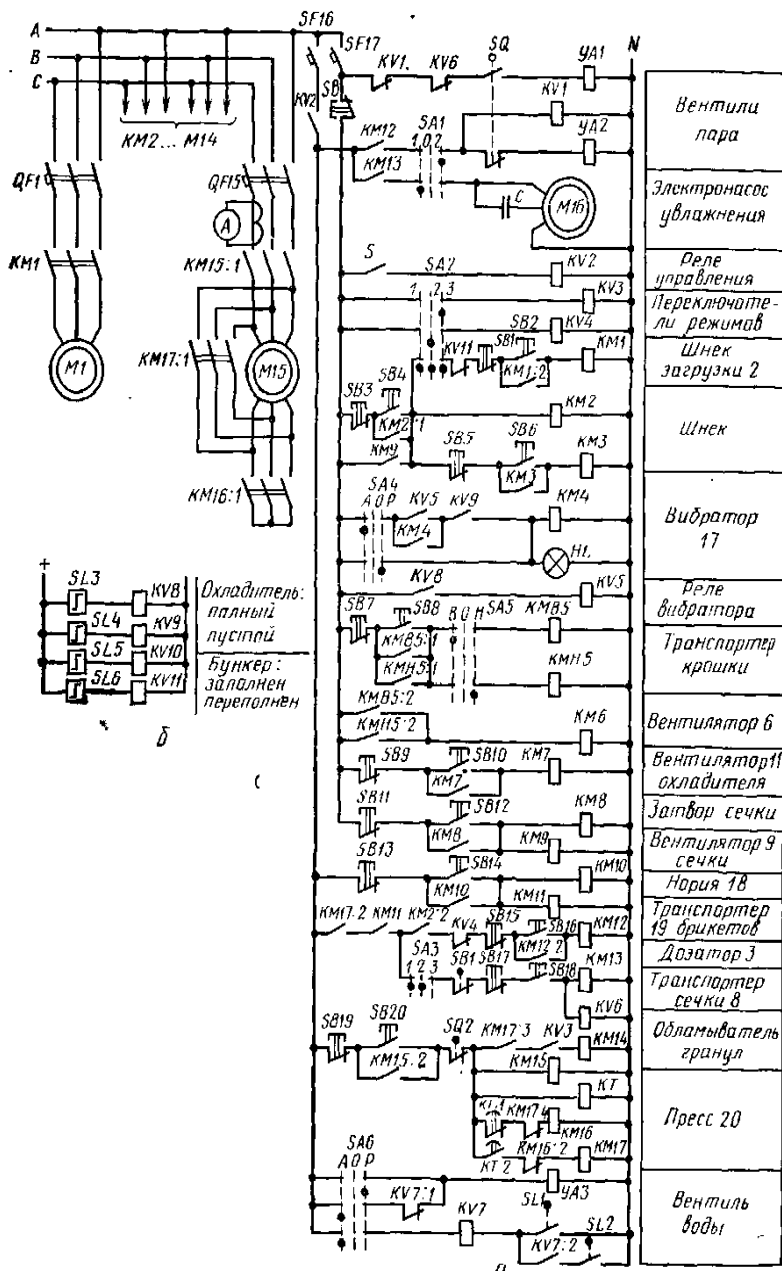 SF16
SF17
A
B
C
N
KM2 ... M14
KV1
KV6
SQ
YA1
SB
KV2
KV1
Вентили
пара
KM12
SA1
1 0 2
YA2
KM13
C
M16
Электронасос
увлажнения
QF1
QF15
A
KM1
KM15:1
S
KV2
Реле
управления
SA2
1 2 3
KV3
Переключате-
ли режимов
SB2
KV4
KV11
SB1
KM1
KM1:2
Шнек
загрузки 2
M1
KM17:1
M15
SB3
SB4
KM2:1
KM2
Шнек
KM9
SB5
SB6
KM3
KM3
KM16:1
SA4
A O P
KV5
KV9
KM4
KM4
HL
Вибратор
17
KV8
KV5
Реле
вибратора
+
SL3
KV8
SL4
KV9
SL5
KV10
SL6
KV11
Охладитель:
полный
пустой
Бункер:
заполнен
переполнен
б
SB7
SB8
KMB5:1
KMH5:1
B O H
SA5
KMB5
KMH5
Транспортер
крошки
KMB5:2
KMH5:2
KM6
Вентилятор 6
SB9
SB10
KM7
KM7
Вентилятор 11
охладителя
SB11
SB12
KM8
KM8
Затвор сечки
KM9
Вентилятор 9
сечки
SB13
SB14
KM10
KM10
Нория 18
KM11
KM17:2
KM11
KM2:2
KV4
SB15
SB16
KM12
KM12:2
Транспортер
19 брикетов
Дозатор 3
SA3
1 2 3
SB1
SB17
SB18
KM13
Транспортер
сечки 8
KV6
SB19
SB20
KM15:2
SQ2
KM17:3
KV3
KM14
Обламыватель
гранул
KM15
KT
KM17:4
KM16
Пресс 20
KT:2
KM16:2
KM17
SA6
A O P
YA3
KV7:1
KV7
SL1
KV7:2
SL2
Вентиль
воды